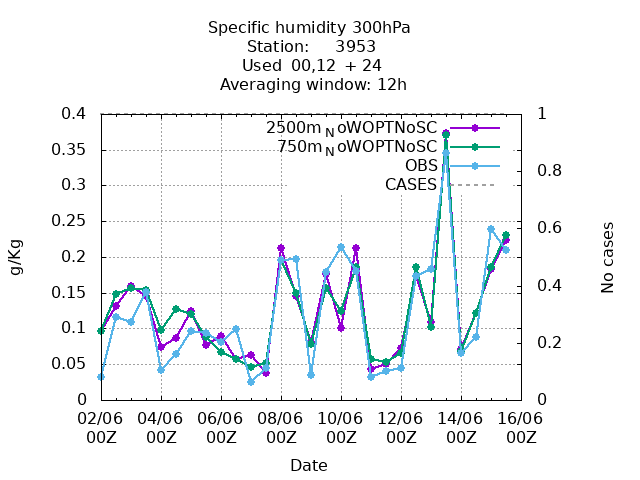 Specific humidity 300hPa
Station: 3953
Used 00,12 + 24
Averaging window: 12h
0.4
0.35
0.3
0.25
0.2
0.15
0.1
0.05
0
1
0.8
0.6
0.4
0.2
0
2500m_NoWOPTNoSC
750m_NoWOPTNoSC
OBS
CASES
g/Kg
No cases
02/06 04/06 06/06 08/06 10/06 12/06 14/06 16/06
00Z 00Z 00Z 00Z 00Z 00Z 00Z 00Z
Date